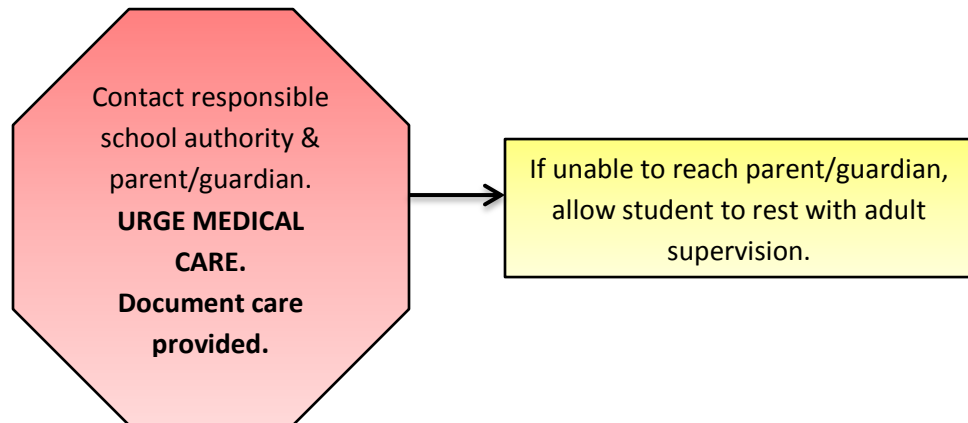 Contact responsible
school authority &
parent/guardian.
URGE MEDICAL
CARE.
Document care
provided.
If unable to reach parent/guardian,
allow student to rest with adult
supervision.